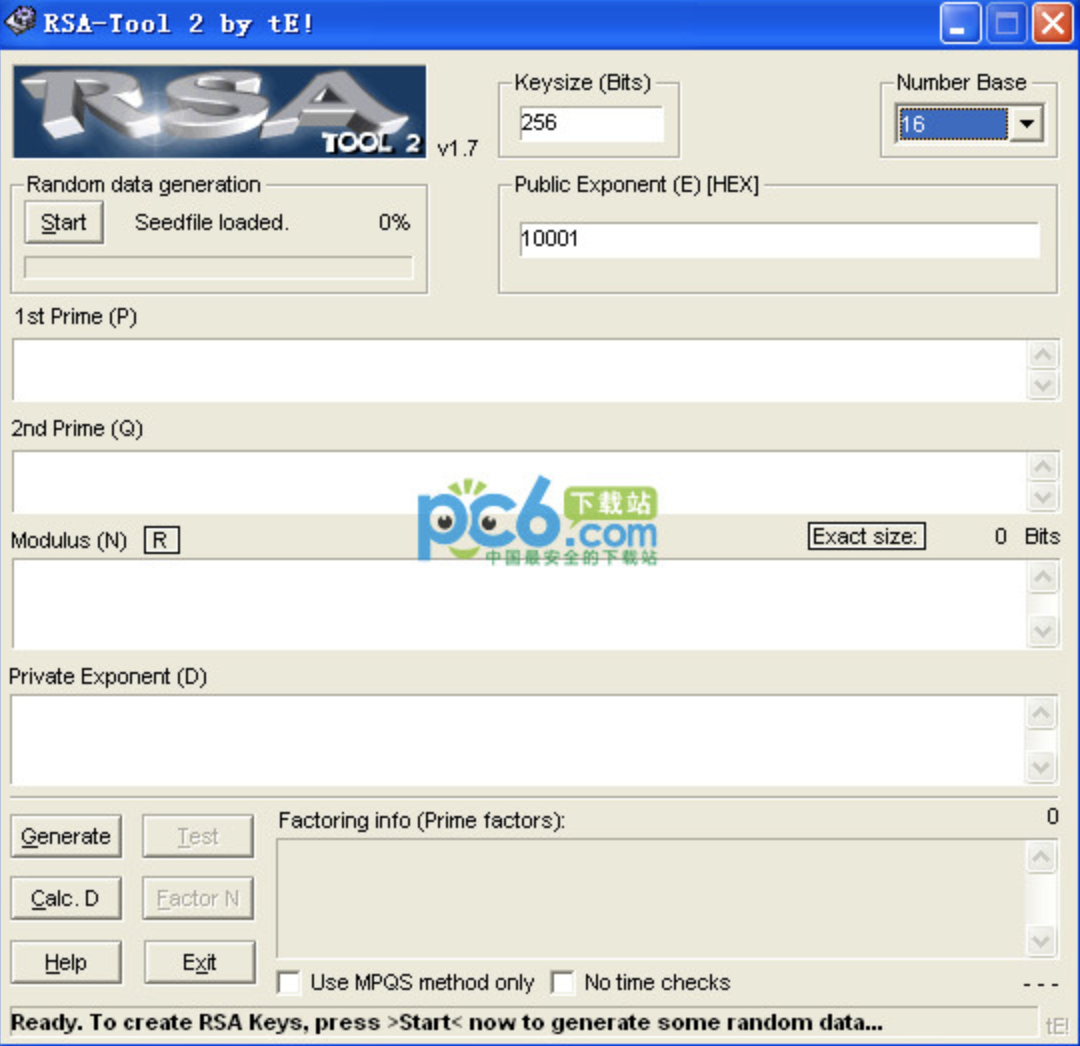 RSA-Tool 2 by tE!
RSA
TOOL 2
v1.7
Keysize (Bits)
256
Number Base
16
Random data generation
Start
Seedfile loaded.
0%
Public Exponent (E) [HEX]
10001
1st Prime (P)
2nd Prime (Q)
pc6.com
下载站
中国最安全的下载站
Modulus (N)
R
Exact size:
0 Bits
Private Exponent (D)
Generate
Test
Factoring info (Prime factors):
0
Calc. D
Factor N
Help
Exit
Use MPQS method only
No time checks
---
Ready. To create RSA Keys, press >Start< now to generate some random data...
tE!